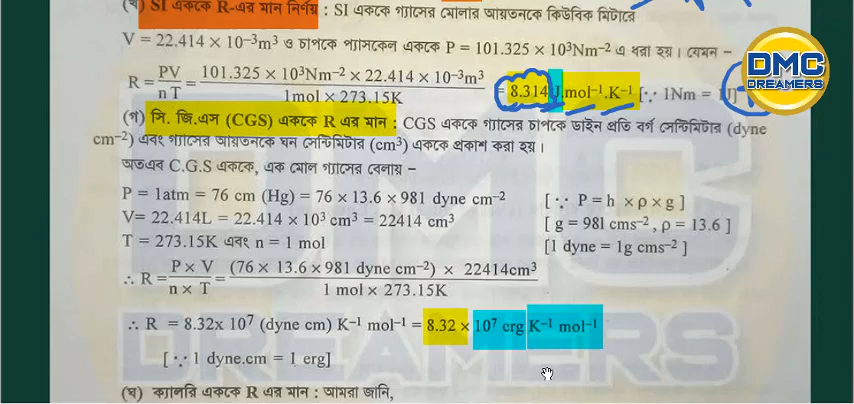 (খ) SI এককে R-এর মান নির্ণয় : SI এককে গ্যাসের মোলার আয়তনকে কিউবিক মিটারে
V = 22.414 × 10⁻³m³ ও চাপকে প্যাসকেল এককে P = 101.325 × 10³Nm⁻² এ ধরা হয়। যেমন –
R = PV/nT = 101.325 × 10³Nm⁻² × 22.414 × 10⁻³m³/1mol × 273.15K = 8.314 J.mol⁻¹.K⁻¹ [∵ 1Nm = 1J]
DMC
DREAMERS
(গ) সি. জি.এস (CGS) এককে R এর মান : CGS এককে গ্যাসের চাপকে ডাইন প্রতি বর্গ সেন্টিমিটার (dyne
cm⁻²) এবং গ্যাসের আয়তনকে ঘন সেন্টিমিটার (cm³) এককে প্রকাশ করা হয়।
অতএব C.G.S এককে, এক মোল গ্যাসের বেলায় –
P = 1atm = 76 cm (Hg) = 76 × 13.6 × 981 dyne cm⁻² [∵ P = h × ρ × g]
V= 22.414L = 22.414 × 10³ cm³ = 22414 cm³ [ g = 981 cms⁻², ρ = 13.6 ]
T = 273.15K এবং n = 1 mol [1 dyne = 1g cms⁻² ]
∴ R = P × V/n × T = (76 × 13.6 × 981 dyne cm⁻²) × 22414cm³/1 mol × 273.15K
∴ R = 8.32x 10⁷ (dyne cm) K⁻¹ mol⁻¹ = 8.32 × 10⁷ erg K⁻¹ mol⁻¹
[∵ 1 dyne.cm = 1 erg]
(ঘ) ক্যালরি এককে R এর মান : আমরা জানি,
DMC
DREAMERS